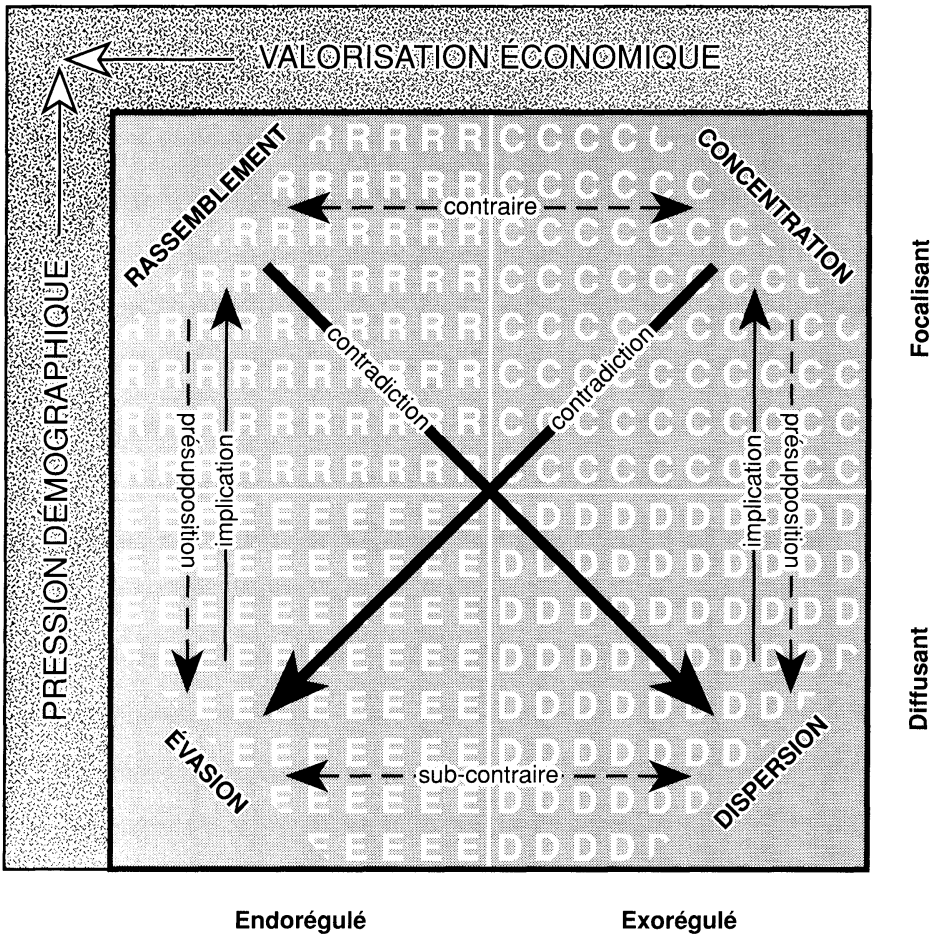 VALORISATION ÉCONOMIQUE
PRESSION DÉMOGRAPHIQUE
RASSEMBLEMENT
CONCENTRATION
contraire
contradiction
contradiction
présupposition
implication
implication
présupposition
ÉVASION
DISPERSION
sub-contraire
Focalisant
Diffusant
Endorégulé
Exorégulé